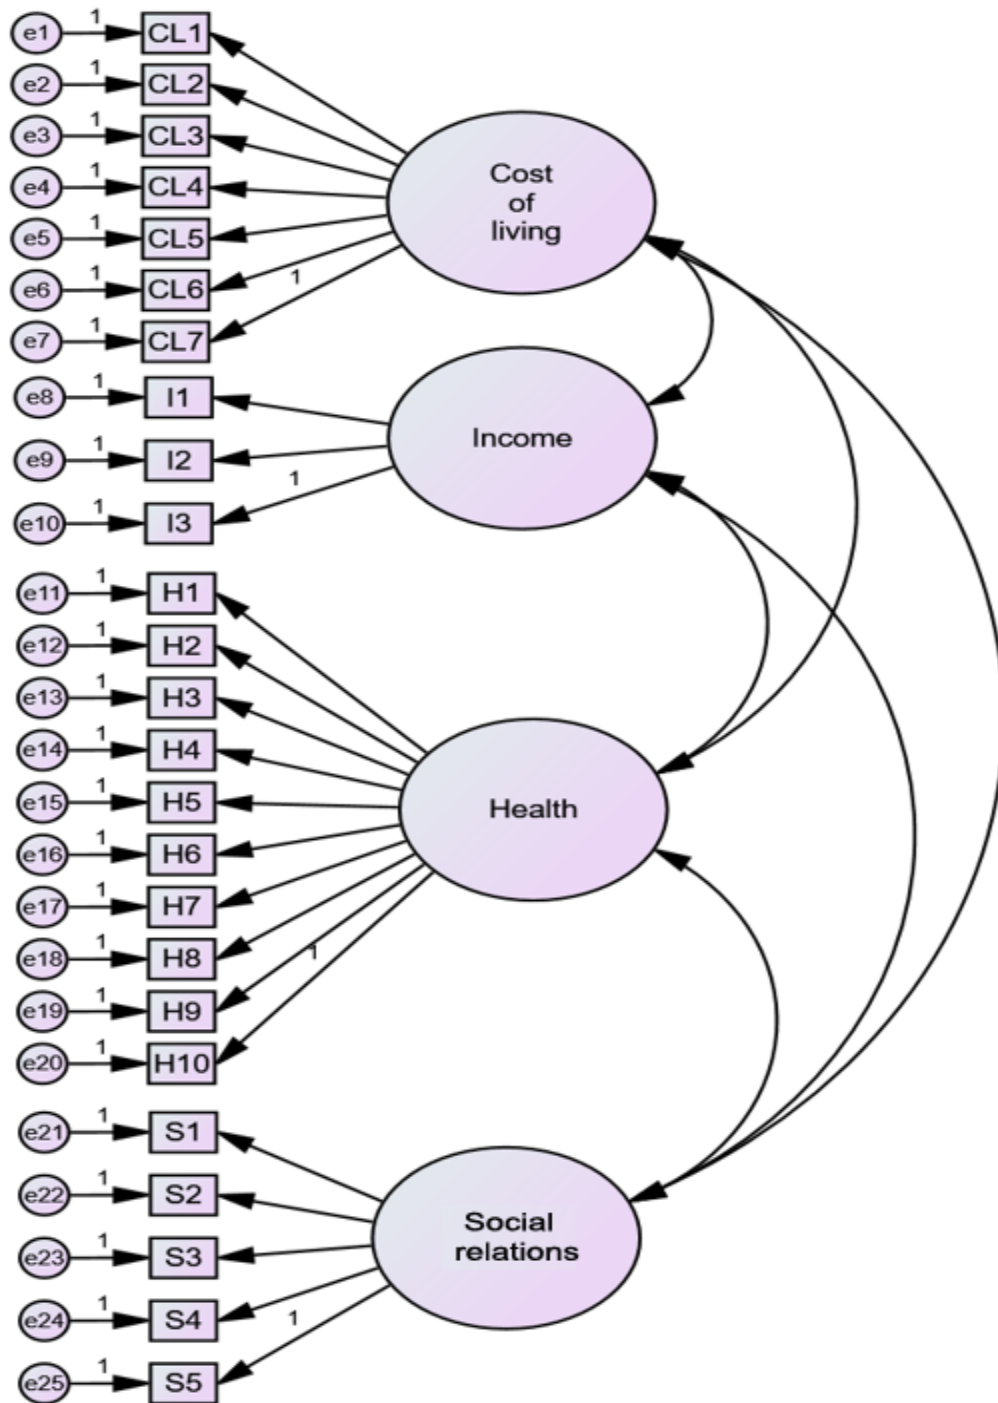 e1 1 CL1
e2 1 CL2
e3 1 CL3
e4 1 CL4
e5 1 CL5
e6 1 CL6
e7 1 CL7
1
Cost
of
living
e8 1 I1
e9 1 I2
e10 1 I3
1
Income
e11 1 H1
e12 1 H2
e13 1 H3
e14 1 H4
e15 1 H5
e16 1 H6
e17 1 H7
e18 1 H8
e19 1 H9
e20 1 H10
1
Health
e21 1 S1
e22 1 S2
e23 1 S3
e24 1 S4
e25 1 S5
1
Social
relations